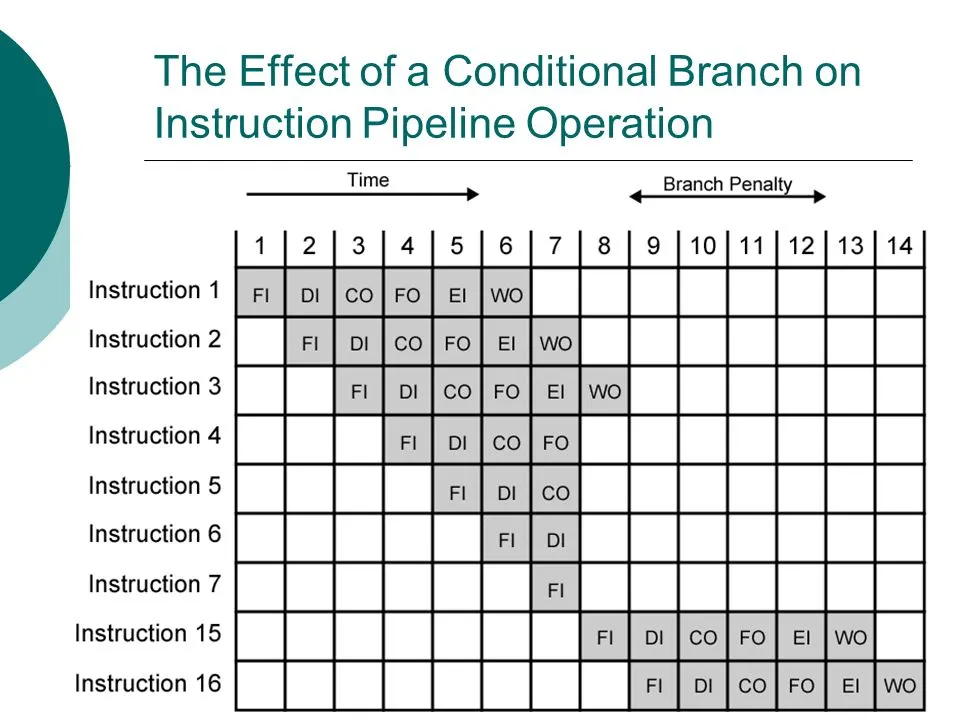 The Effect of a Conditional Branch on
Instruction Pipeline Operation
Time
Branch Penalty
1 2 3 4 5 6 7 8 9 10 11 12 13 14
Instruction 1 FI DI CO FO EI WO
Instruction 2 FI DI CO FO EI WO
Instruction 3 FI DI CO FO EI WO
Instruction 4 FI DI CO FO
Instruction 5 FI DI CO
Instruction 6 FI DI
Instruction 7 FI
Instruction 15 FI DI CO FO EI WO
Instruction 16 FI DI CO FO EI WO